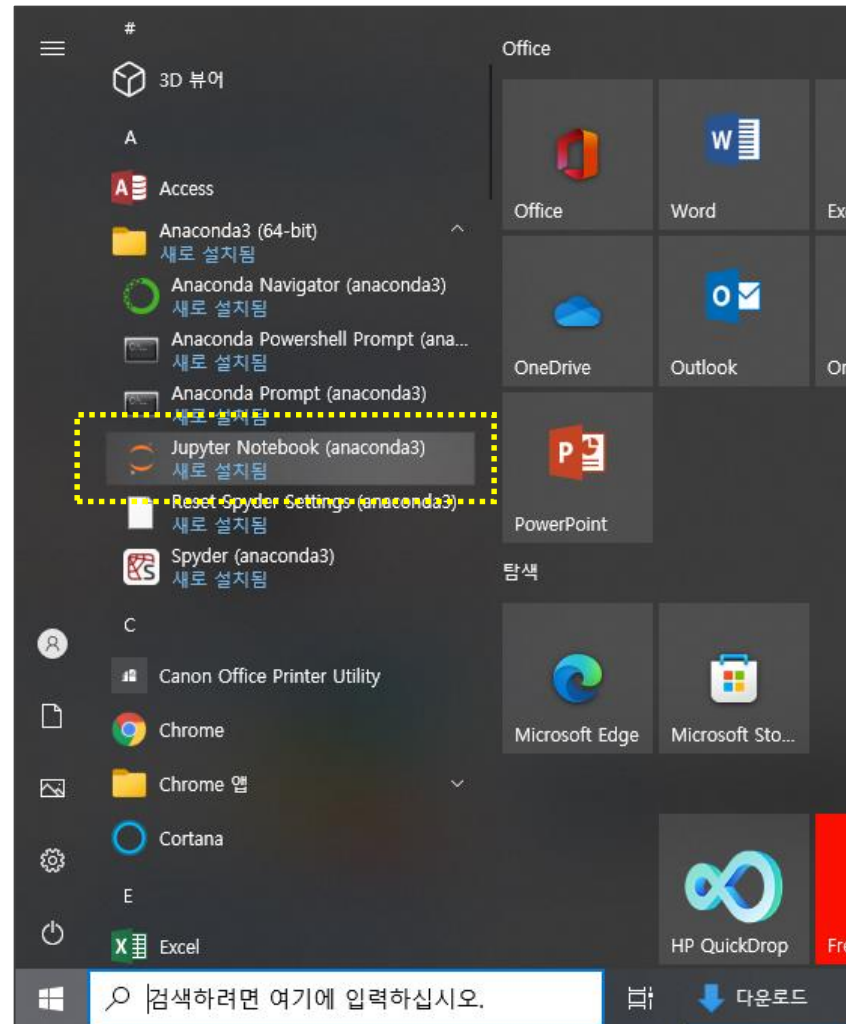 #
3D 뷰어
A
Access
Anaconda3 (64-bit)
새로 설치됨
Anaconda Navigator (anaconda3)
새로 설치됨
Anaconda Powershell Prompt (ana...
새로 설치됨
Anaconda Prompt (anaconda3)
새로 설치됨
Jupyter Notebook (anaconda3)
새로 설치됨
Reset Spyder Settings (anaconda3)
새로 설치됨
Spyder (anaconda3)
새로 설치됨
C
Canon Office Printer Utility
Chrome
Chrome 앱
Cortana
E
Excel
Office
Office
Word
Ex
OneDrive
Outlook
On
PowerPoint
탐색
Microsoft Edge
Microsoft Sto...
HP QuickDrop
Fre
검색하려면 여기에 입력하십시오.
다운로드